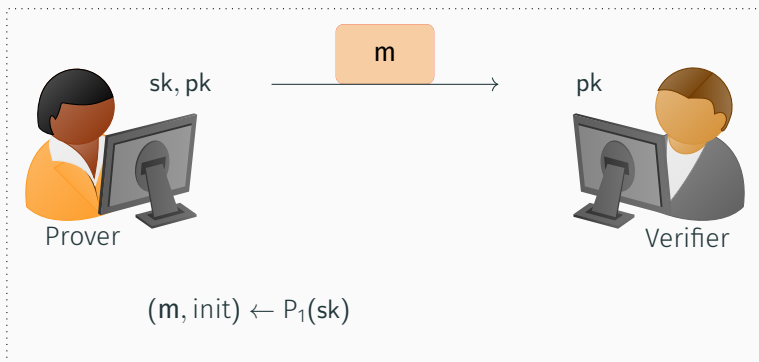 m
sk, pk
pk
Prover
Verifier
(m, init) ← P₁(sk)